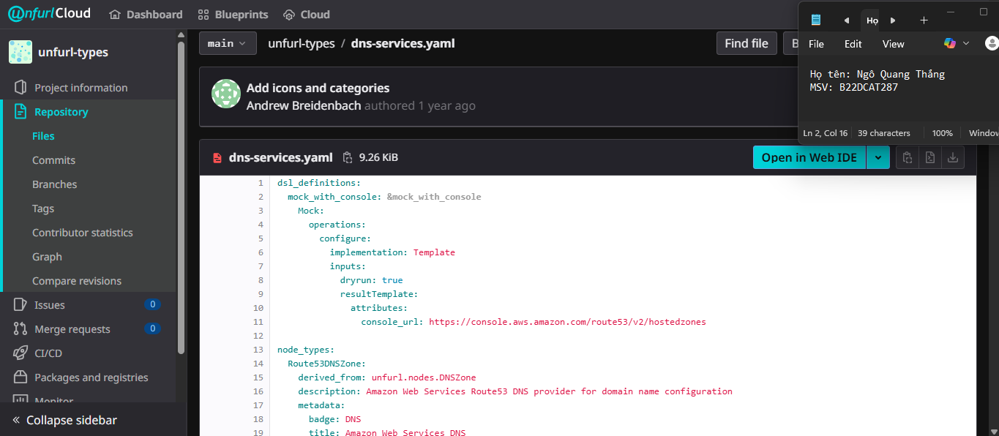 UnfurlCloud Dashboard Blueprints Cloud
unfurl-types
Project information
Repository
Files
Commits
Branches
Tags
Contributor statistics
Graph
Compare revisions
Issues 0
Merge requests 0
CI/CD
Packages and registries
Monitor
Collapse sidebar
main unfurl-types / dns-services.yaml Find file
Add icons and categories
Andrew Breidenbach authored 1 year ago
dns-services.yaml 9.26 KiB Open in Web IDE
1 dsl_definitions:
2 mock_with_console: &mock_with_console
3 Mock:
4 operations:
5 configure:
6 implementation: Template
7 inputs:
8 dryrun: true
9 resultTemplate:
10 attributes:
11 console_url: https://console.aws.amazon.com/route53/v2/hostedzones
12
13 node_types:
14 Route53DNSZone:
15 derived_from: unfurl.nodes.DNSZone
16 description: Amazon Web Services Route53 DNS provider for domain name configuration
17 metadata:
18 badge: DNS
19 title: Amazon Web Services DNS
Họ
File Edit View
Họ tên: Ngô Quang Thắng
MSV: B22DCAT287
Ln 2, Col 16 39 characters 100%